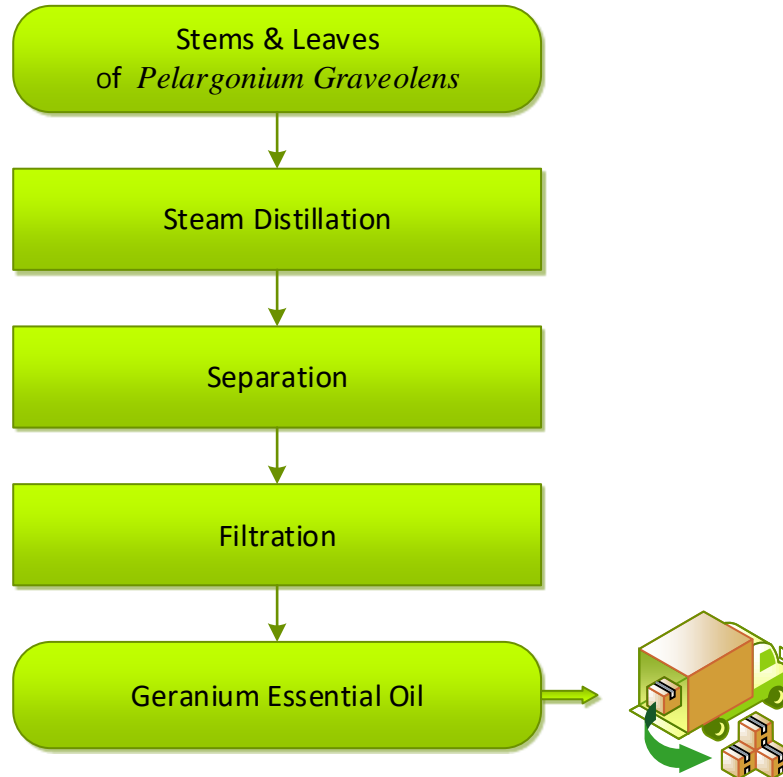 Stems & Leaves
of Pelargonium Graveolens
Steam Distillation
Separation
Filtration
Geranium Essential Oil